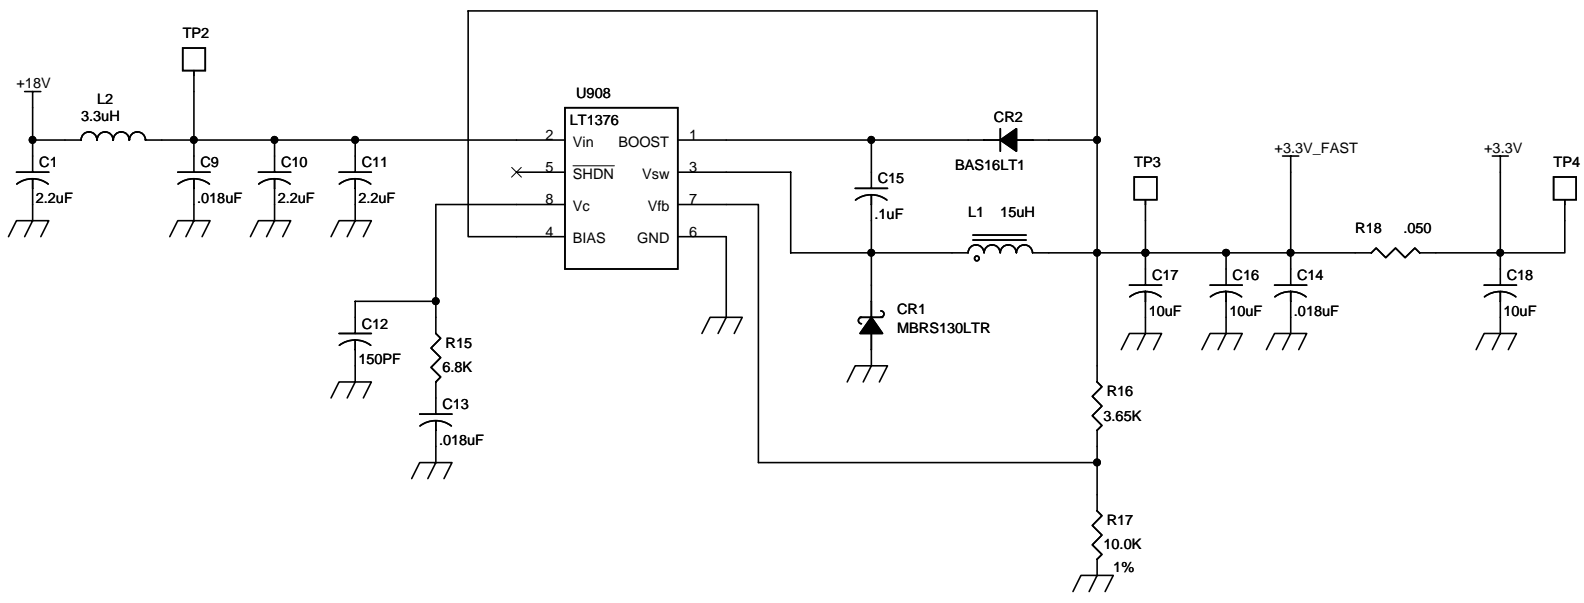 TP2
+18V
L2
3.3uH
C1
2.2uF
C9
.018uF
C10
2.2uF
C11
2.2uF
U908
LT1376
2 Vin BOOST 1
5 SHDN Vsw 3
8 Vc Vfb 7
4 BIAS GND 6
CR2
BAS16LT1
C15
.1uF
L1 15uH
CR1
MBRS130LTR
C12
150PF
R15
6.8K
C13
.018uF
TP3
+3.3V_FAST
+3.3V
TP4
R18 .050
C17
10uF
C16
10uF
C14
.018uF
C18
10uF
R16
3.65K
R17
10.0K
1%